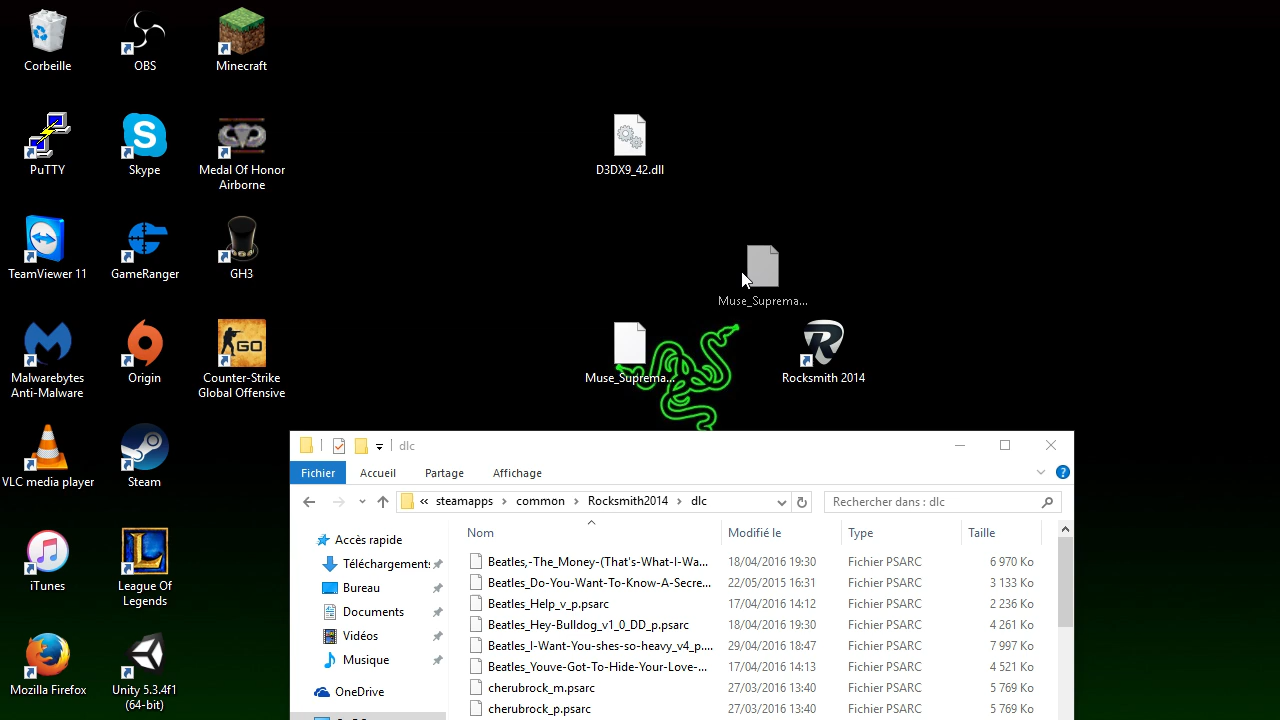 Corbeille
OBS
Minecraft
PuTTY
Skype
Medal Of Honor
Airborne
D3DX9_42.dll
TeamViewer 11
GameRanger
GH3
Muse_Suprema...
Malwarebytes
Anti-Malware
Origin
Counter-Strike
Global Offensive
Muse_Suprema...
Rocksmith 2014
VLC media player
Steam
iTunes
League Of
Legends
Mozilla Firefox
Unity 5.3.4f1
(64-bit)
dlc
Fichier Accueil Partage Affichage
« steamapps > common > Rocksmith2014 > dlc
Rechercher dans : dlc
Accès rapide
Téléchargements
Bureau
Documents
Vidéos
Musique
OneDrive
Nom Modifié le Type Taille
Beatles,-The_Money-(That's-What-I-Wa... 18/04/2016 19:30 Fichier PSARC 6 970 Ko
Beatles_Do-You-Want-To-Know-A-Secre... 22/05/2015 16:31 Fichier PSARC 3 133 Ko
Beatles_Help_v_p.psarc 17/04/2016 14:12 Fichier PSARC 2 236 Ko
Beatles_Hey-Bulldog_v1_0_DD_p.psarc 18/04/2016 19:30 Fichier PSARC 4 261 Ko
Beatles_I-Want-You-shes-so-heavy_v4_p.... 29/04/2016 18:47 Fichier PSARC 7 997 Ko
Beatles_Youve-Got-To-Hide-Your-Love-... 17/04/2016 14:13 Fichier PSARC 4 521 Ko
cherubrock_m.psarc 27/03/2016 13:40 Fichier PSARC 5 769 Ko
cherubrock_p.psarc 27/03/2016 13:40 Fichier PSARC 5 769 Ko